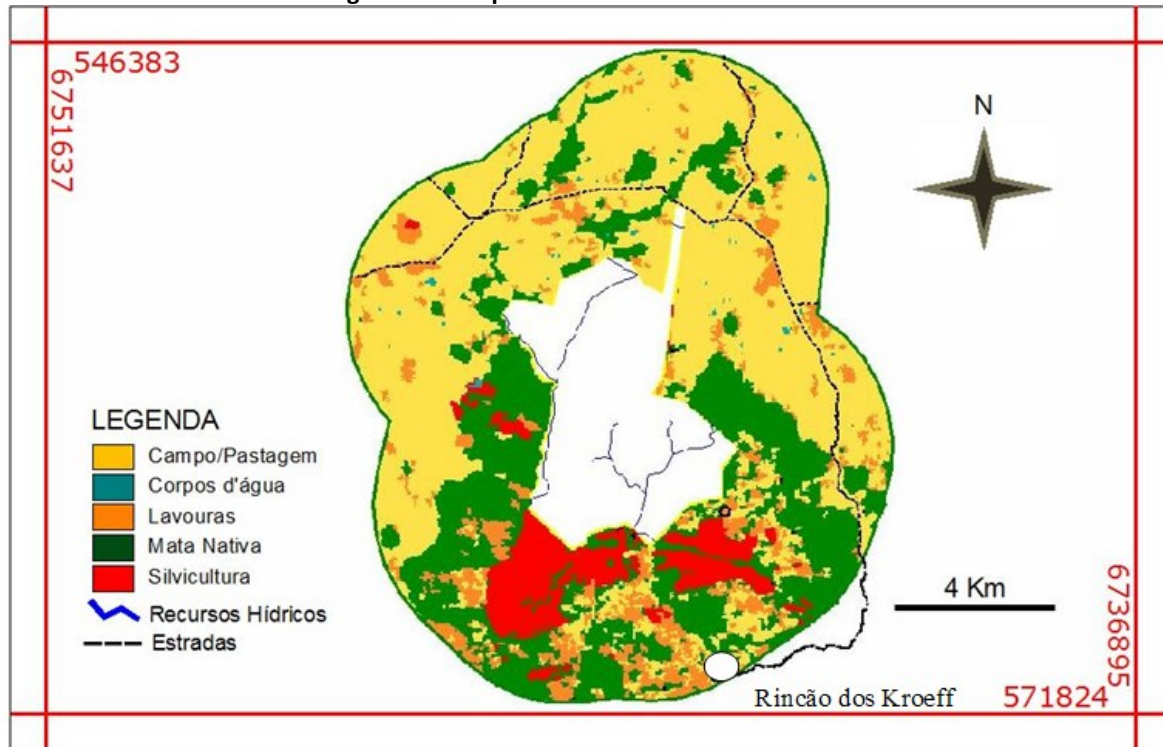 546383
6751637
N
LEGENDA
Campo/Pastagem
Corpos d'água
Lavouras
Mata Nativa
Silvicultura
Recursos Hídricos
Estradas
4 Km
6736895
Rincão dos Kroeff
571824